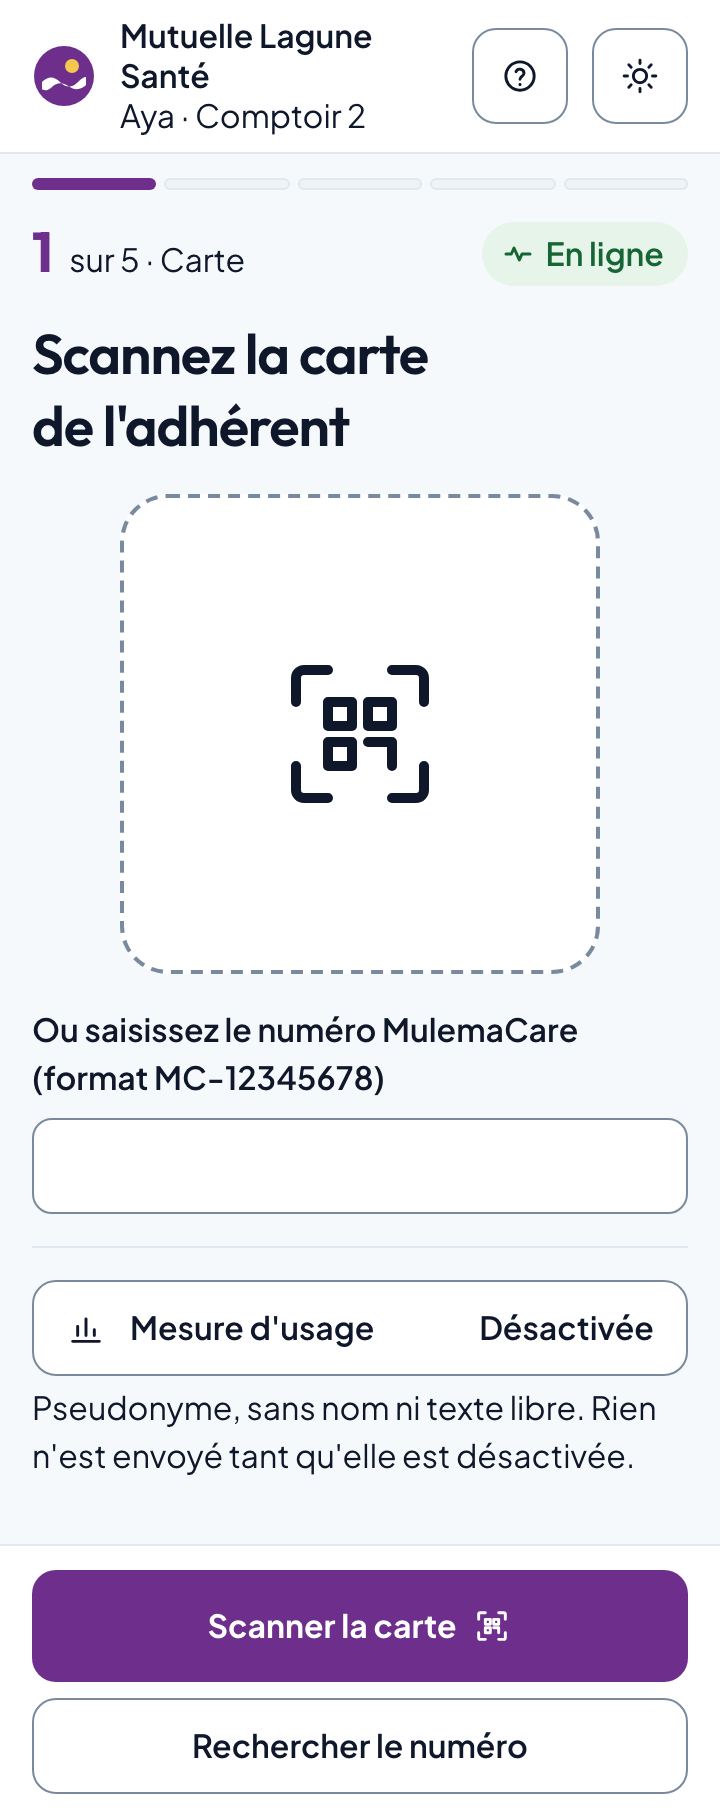 Mutuelle Lagune
Santé
Aya · Comptoir 2
1 sur 5 · Carte
En ligne
Scannez la carte
de l'adhérent
Ou saisissez le numéro MulemaCare
(format MC-12345678)
Mesure d'usage
Désactivée
Pseudonyme, sans nom ni texte libre. Rien
n'est envoyé tant qu'elle est désactivée.
Scanner la carte
Rechercher le numéro